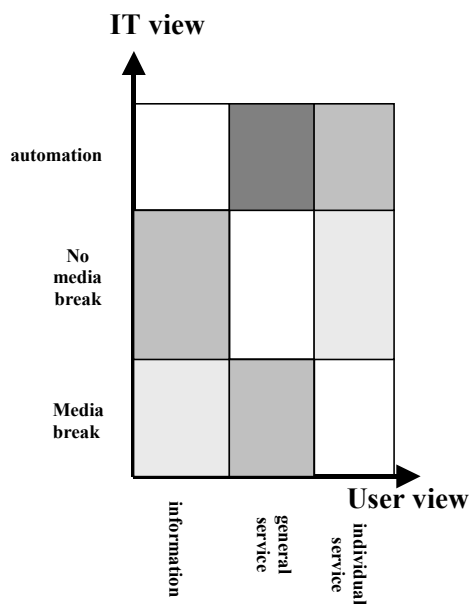 IT view
automation
No
media
break
Media
break
User view
information
general
service
individual
service